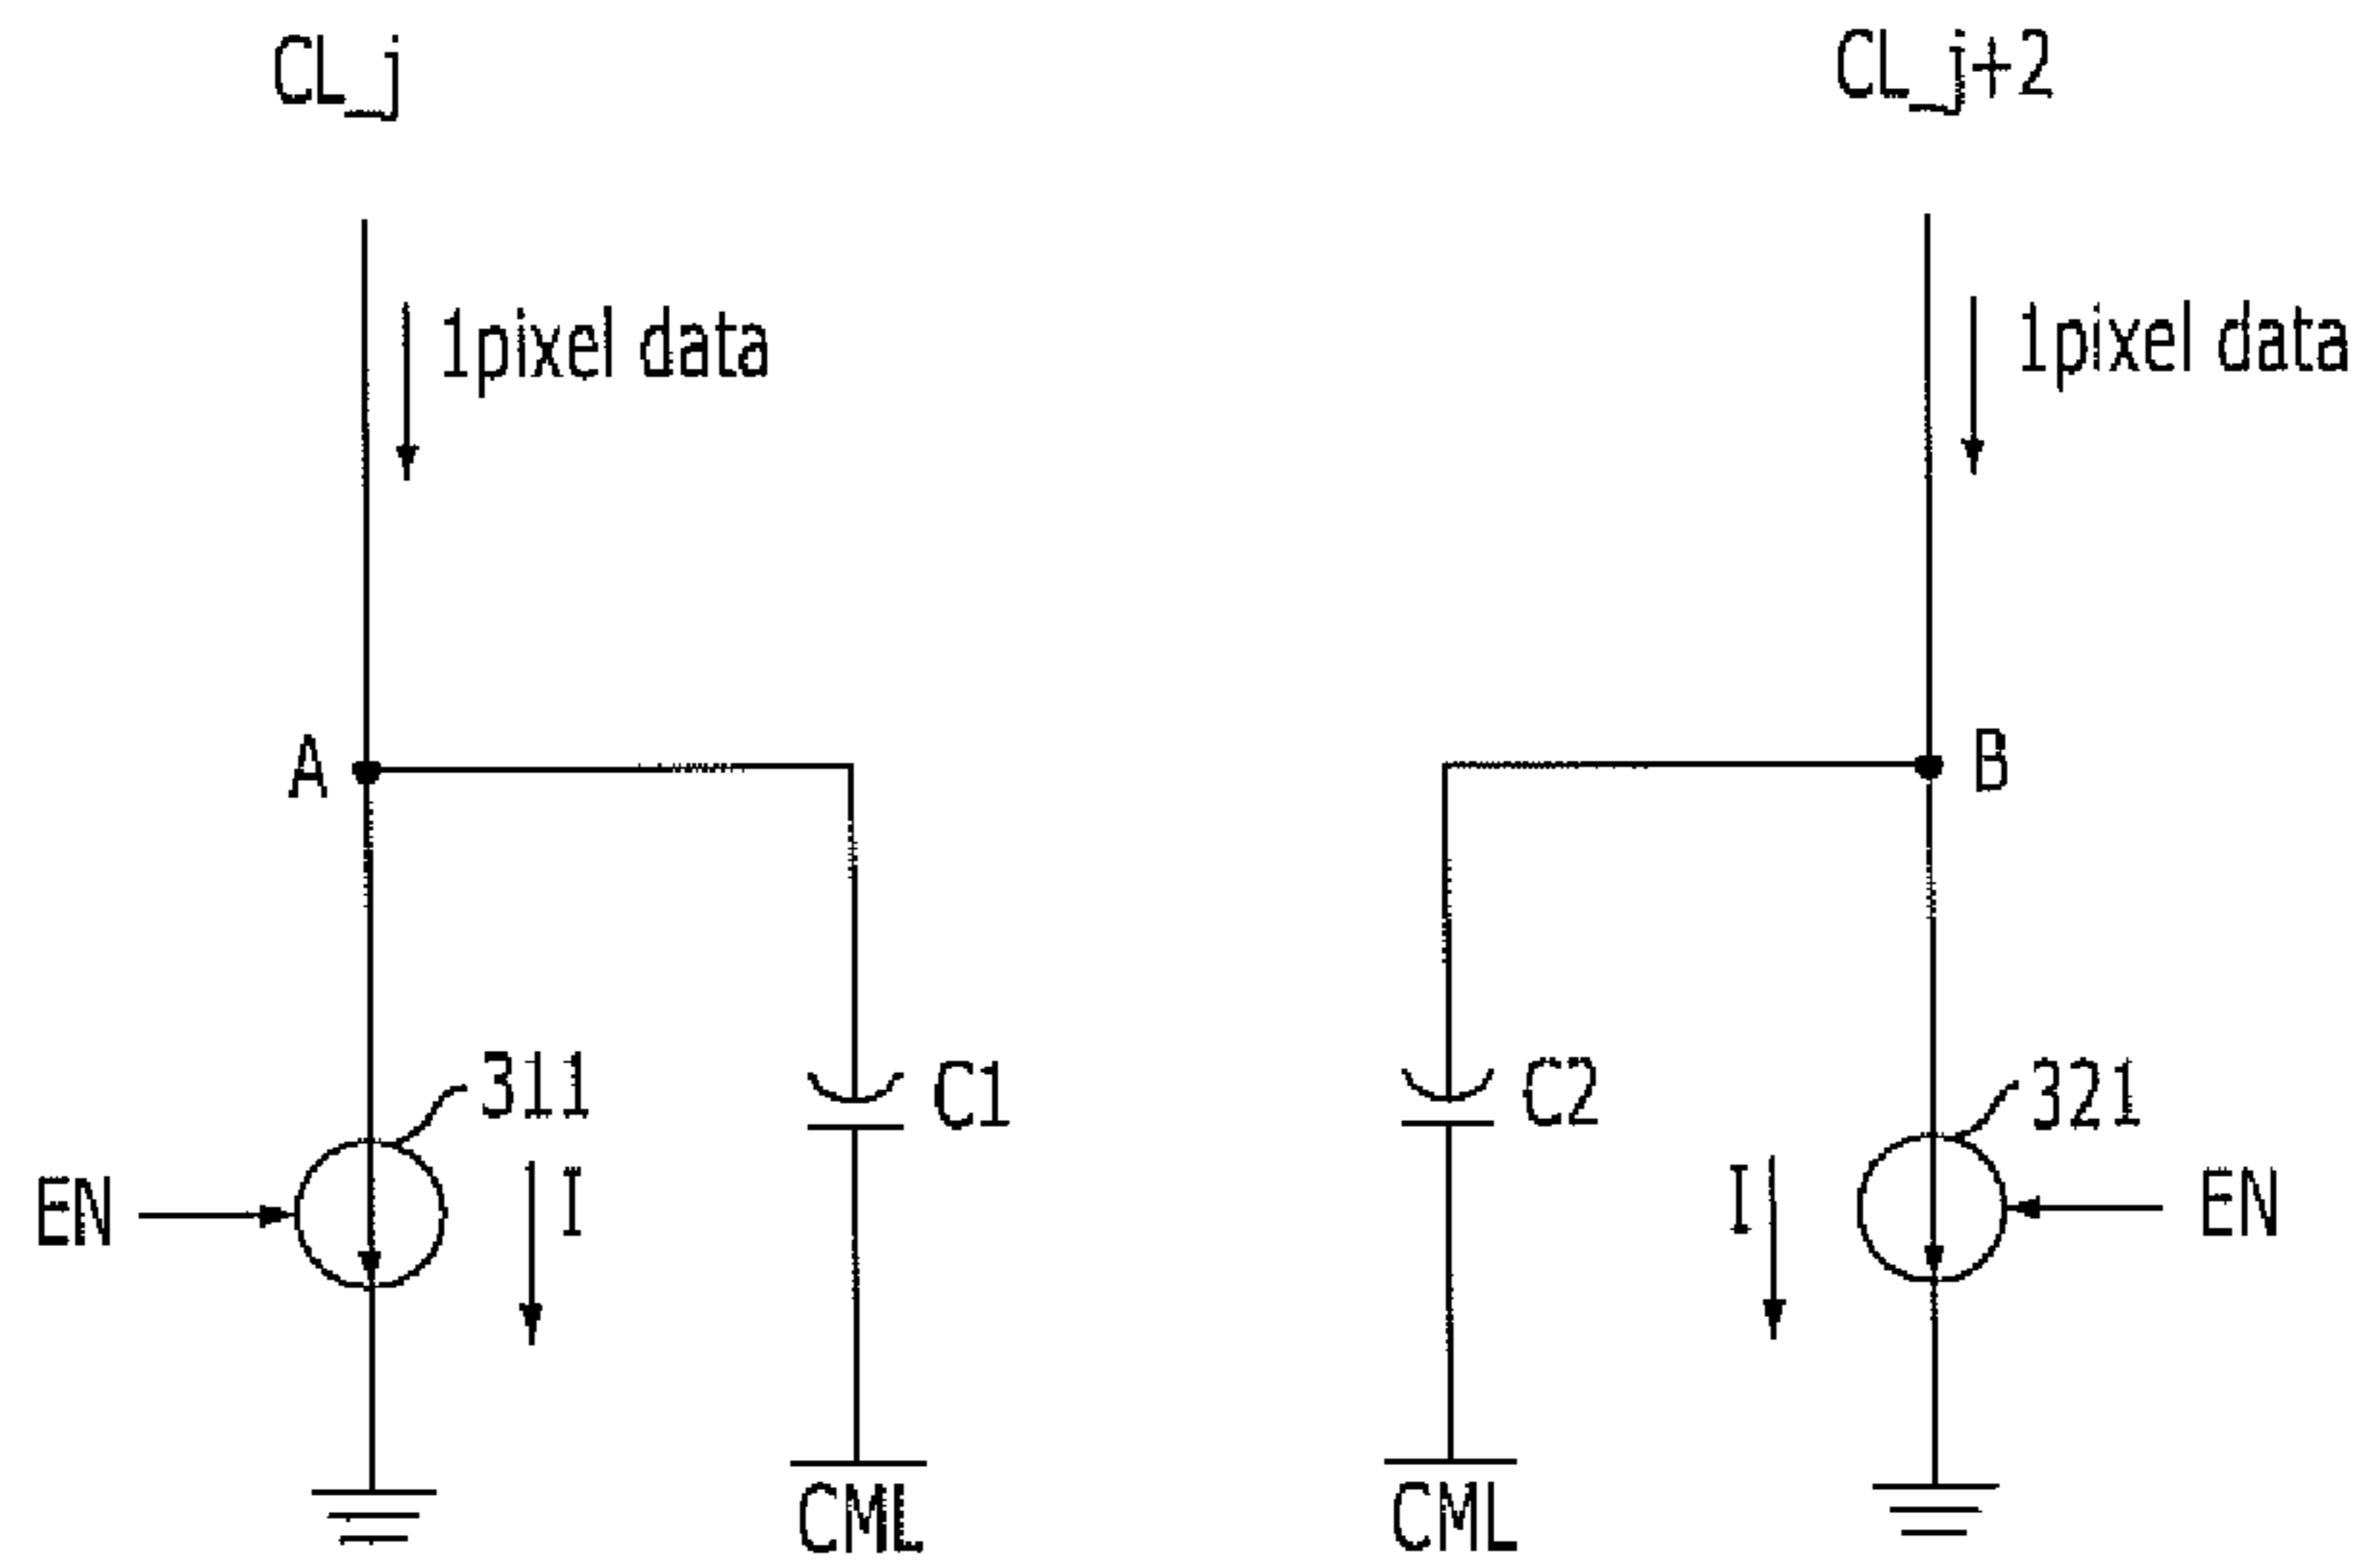 CL_j
CL_j+2
1pixel data
1pixel data
A
B
311
C1
C2
321
EN
I
I
EN
CML
CML